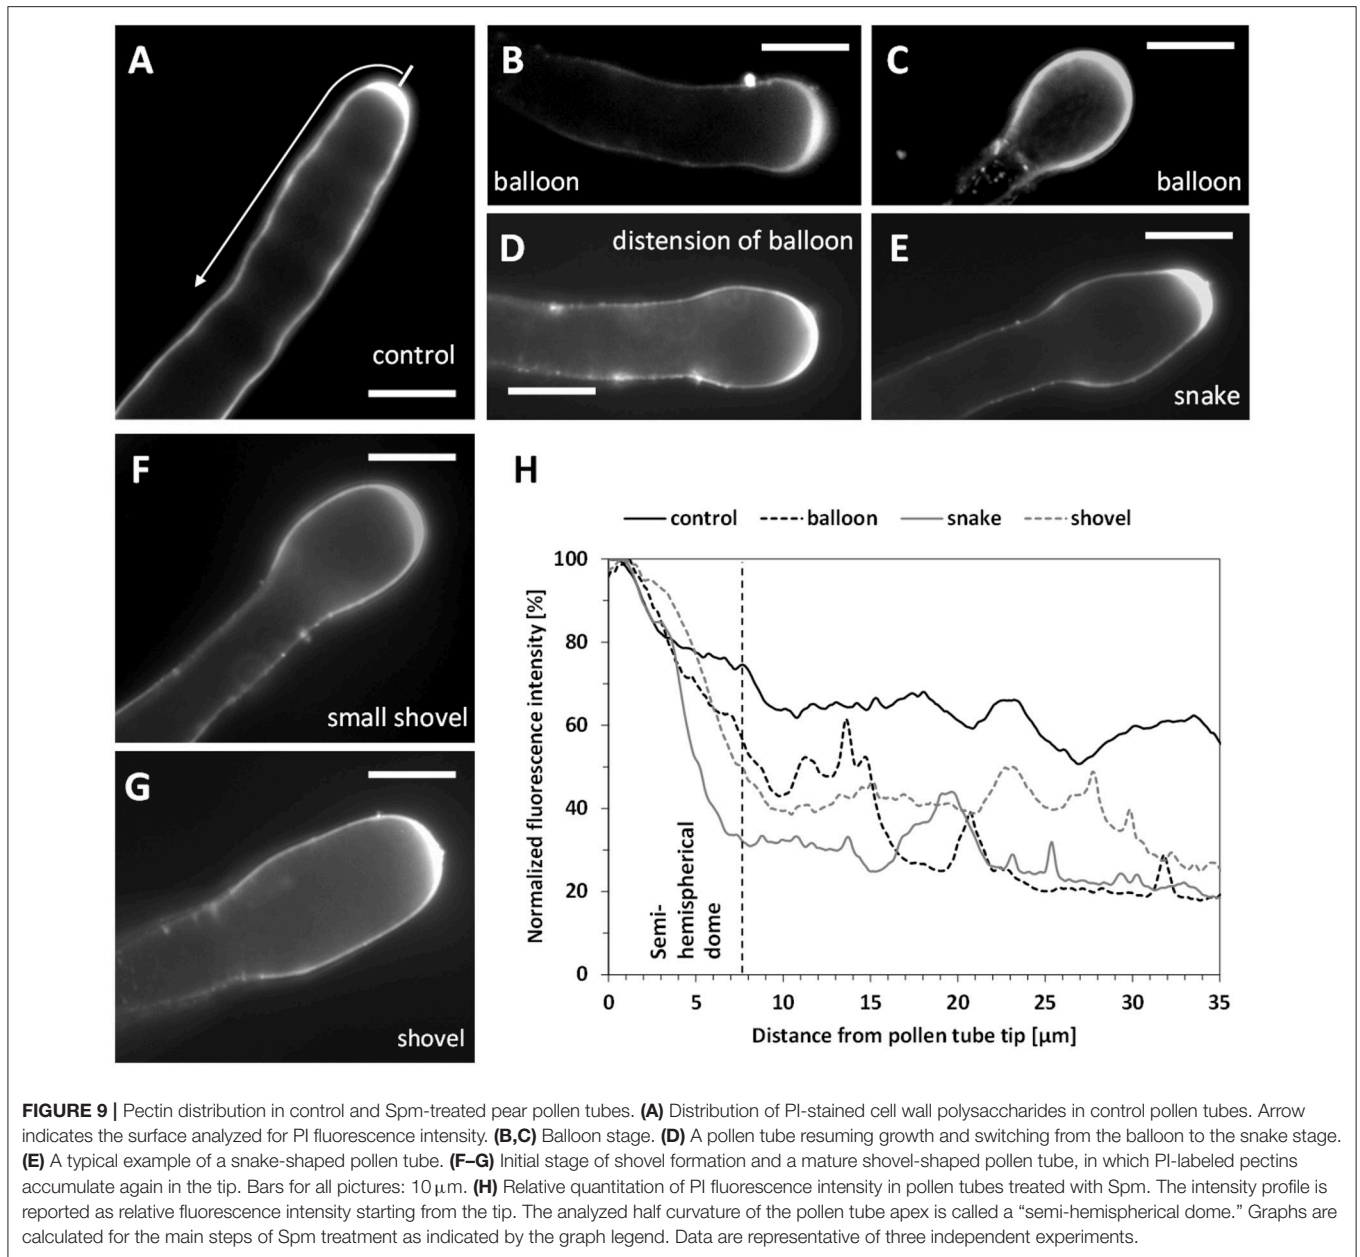 A
control
B
balloon
C
balloon
D
distension of balloon
E
snake
F
small shovel
G
shovel
H
control balloon snake shovel
Normalized fluorescence intensity [%]
100
80
60
40
20
0
Semi-
hemispherical
dome
0 5 10 15 20 25 30 35
Distance from pollen tube tip [µm]
FIGURE 9 | Pectin distribution in control and Spm-treated pear pollen tubes. (A) Distribution of PI-stained cell wall polysaccharides in control pollen tubes. Arrow
indicates the surface analyzed for PI fluorescence intensity. (B,C) Balloon stage. (D) A pollen tube resuming growth and switching from the balloon to the snake stage.
(E) A typical example of a snake-shaped pollen tube. (F–G) Initial stage of shovel formation and a mature shovel-shaped pollen tube, in which PI-labeled pectins
accumulate again in the tip. Bars for all pictures: 10 µm. (H) Relative quantitation of PI fluorescence intensity in pollen tubes treated with Spm. The intensity profile is
reported as relative fluorescence intensity starting from the tip. The analyzed half curvature of the pollen tube apex is called a “semi-hemispherical dome.” Graphs are
calculated for the main steps of Spm treatment as indicated by the graph legend. Data are representative of three independent experiments.